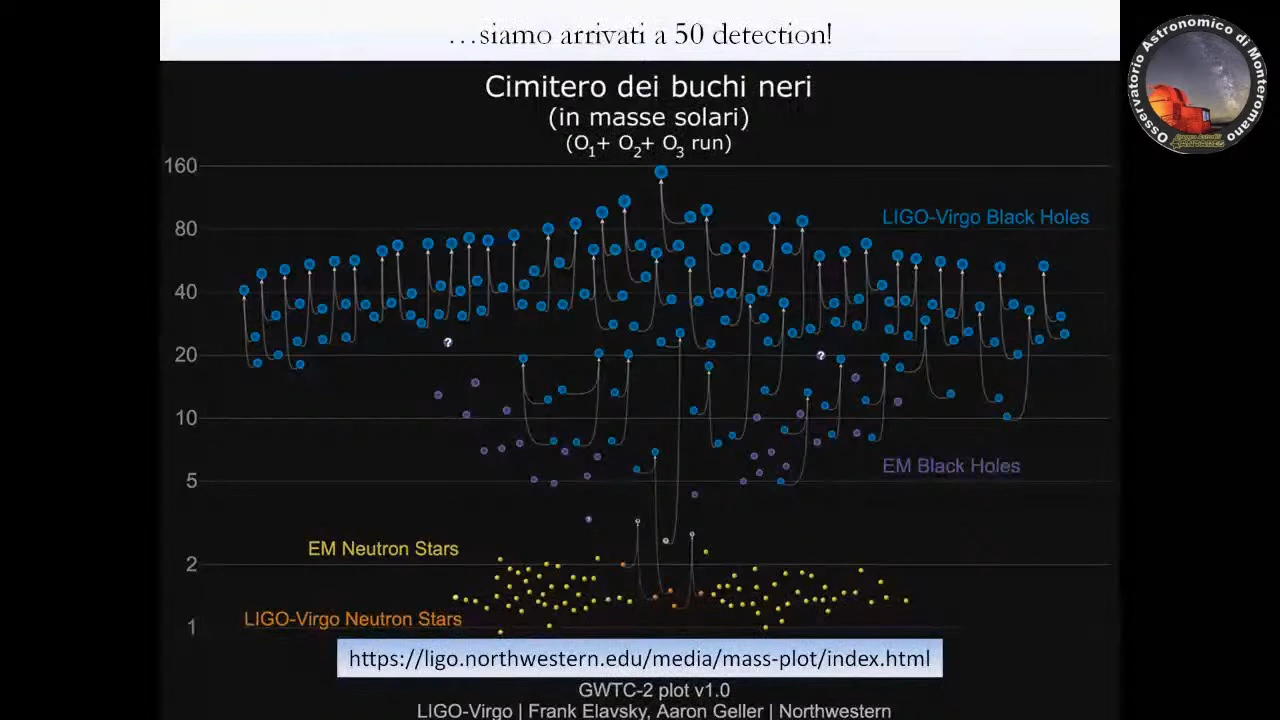 …siamo arrivati a 50 detection!
Cimitero dei buchi neri
(in masse solari)
(O1+ O2+ O3 run)
160
LIGO-Virgo Black Holes
80
40
?
20
?
10
EM Black Holes
5
EM Neutron Stars
2
LIGO-Virgo Neutron Stars
1
https://ligo.northwestern.edu/media/mass-plot/index.html
GWTC-2 plot v1.0
LIGO-Virgo | Frank Elavsky, Aaron Geller | Northwestern
Osservatorio Astronomico di Monteromano
ANTARES